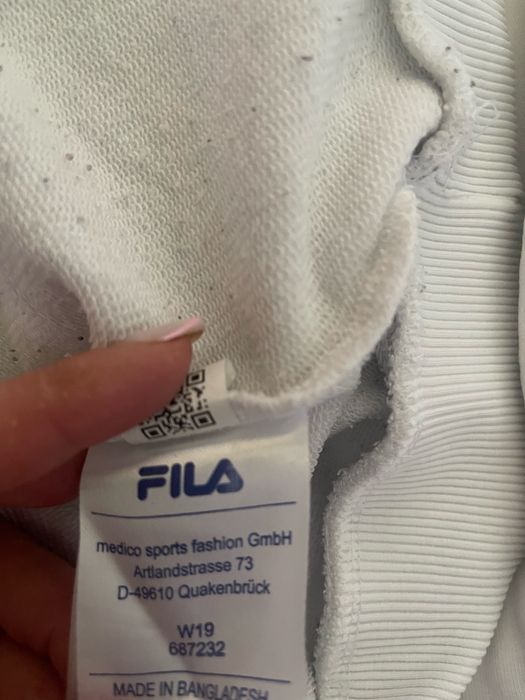 FILA
medico sports fashion GmbH
Artlandstrasse 73
D-49610 Quakenbrück
W19
687232
MADE IN BANGLADESH